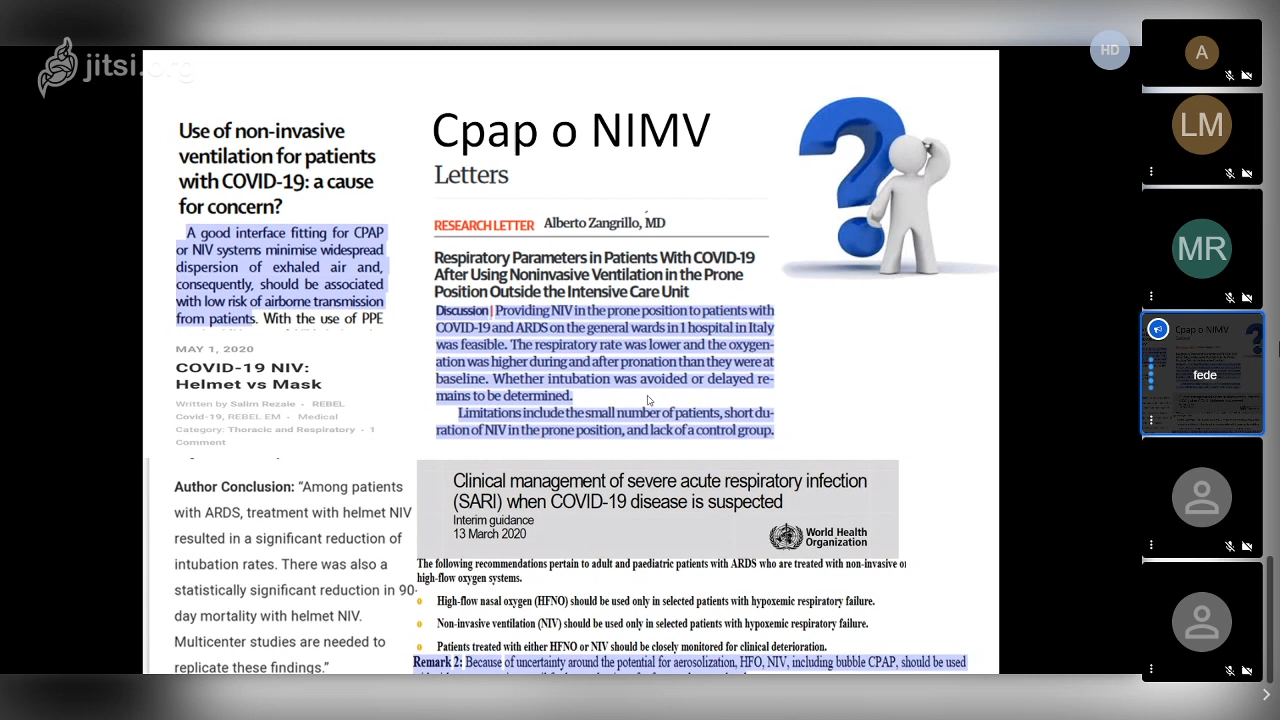 jitsi.org
HD
Cpap o NIMV
Use of non-invasive
ventilation for patients
with COVID-19: a cause
for concern?
A good interface fitting for CPAP
or NIV systems minimise widespread
dispersion of exhaled air and,
consequently, should be associated
with low risk of airborne transmission
from patients. With the use of PPE
MAY 1, 2020
COVID-19 NIV:
Helmet vs Mask
Written by Salim Rezaie - REBEL
Covid-19, REBEL EM - Medical
Category: Thoracic and Respiratory - 1
Comment
Author Conclusion: “Among patients
with ARDS, treatment with helmet NIV
resulted in a significant reduction of
intubation rates. There was also a
statistically significant reduction in 90-
day mortality with helmet NIV.
Multicenter studies are needed to
replicate these findings.”
Letters
RESEARCH LETTER Alberto Zangrillo, MD
Respiratory Parameters in Patients With COVID-19
After Using Noninvasive Ventilation in the Prone
Position Outside the Intensive Care Unit
Discussion | Providing NIV in the prone position to patients with
COVID-19 and ARDS on the general wards in 1 hospital in Italy
was feasible. The respiratory rate was lower and the oxygen-
ation was higher during and after pronation than they were at
baseline. Whether intubation was avoided or delayed re-
mains to be determined.
Limitations include the small number of patients, short du-
ration of NIV in the prone position, and lack of a control group.
Clinical management of severe acute respiratory infection
(SARI) when COVID-19 disease is suspected
Interim guidance
13 March 2020
World Health
Organization
The following recommendations pertain to adult and paediatric patients with ARDS who are treated with non-invasive or
high-flow oxygen systems.
High-flow nasal oxygen (HFNO) should be used only in selected patients with hypoxemic respiratory failure.
Non-invasive ventilation (NIV) should be used only in selected patients with hypoxemic respiratory failure.
Patients treated with either HFNO or NIV should be closely monitored for clinical deterioration.
Remark 2: Because of uncertainty around the potential for aerosolization, HFO, NIV, including bubble CPAP, should be used
A
LM
MR
Cpap o NIMV
fede